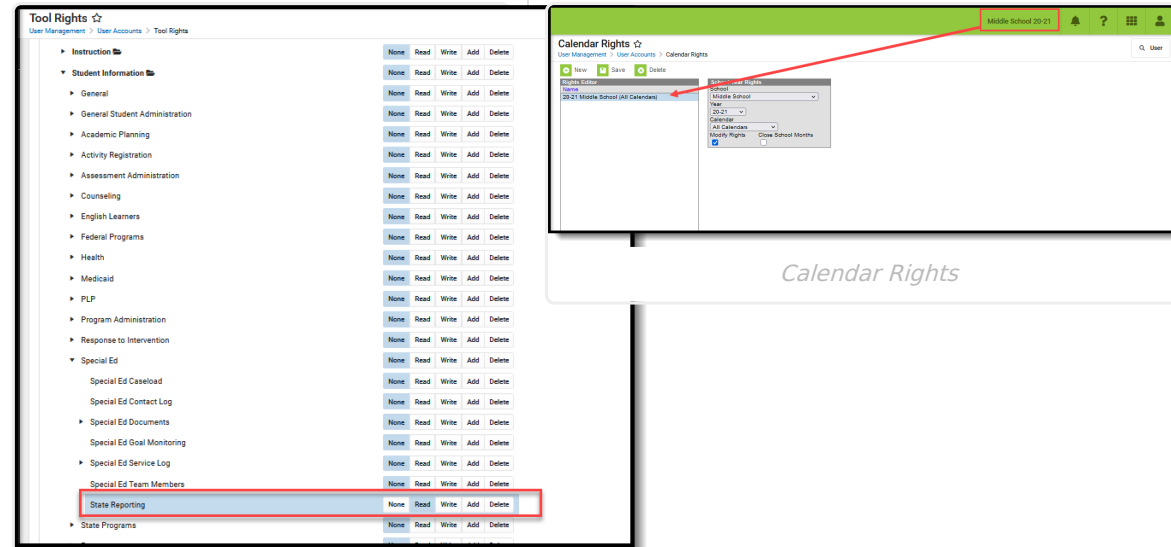 Tool Rights
User Management > User Accounts > Tool Rights
Instruction None Read Write Add Delete
Student Information None Read Write Add Delete
General None Read Write Add Delete
General Student Administration None Read Write Add Delete
Academic Planning None Read Write Add Delete
Activity Registration None Read Write Add Delete
Assessment Administration None Read Write Add Delete
Counseling None Read Write Add Delete
English Learners None Read Write Add Delete
Federal Programs None Read Write Add Delete
Health None Read Write Add Delete
Medicaid None Read Write Add Delete
PLP None Read Write Add Delete
Program Administration None Read Write Add Delete
Response to Intervention None Read Write Add Delete
Special Ed None Read Write Add Delete
Special Ed Caseload None Read Write Add Delete
Special Ed Contact Log None Read Write Add Delete
Special Ed Documents None Read Write Add Delete
Special Ed Goal Monitoring None Read Write Add Delete
Special Ed Service Log None Read Write Add Delete
Special Ed Team Members None Read Write Add Delete
State Reporting None Read Write Add Delete
State Programs None Read Write Add Delete
Middle School 20-21
Calendar Rights
User Management > User Accounts > Calendar Rights
User
New Save Delete
Rights Editor
Name
20-21 Middle School (All Calendars)
School
Middle School
Year
20-21
Calendar
All Calendars
Modify Rights Close School Months
Calendar Rights